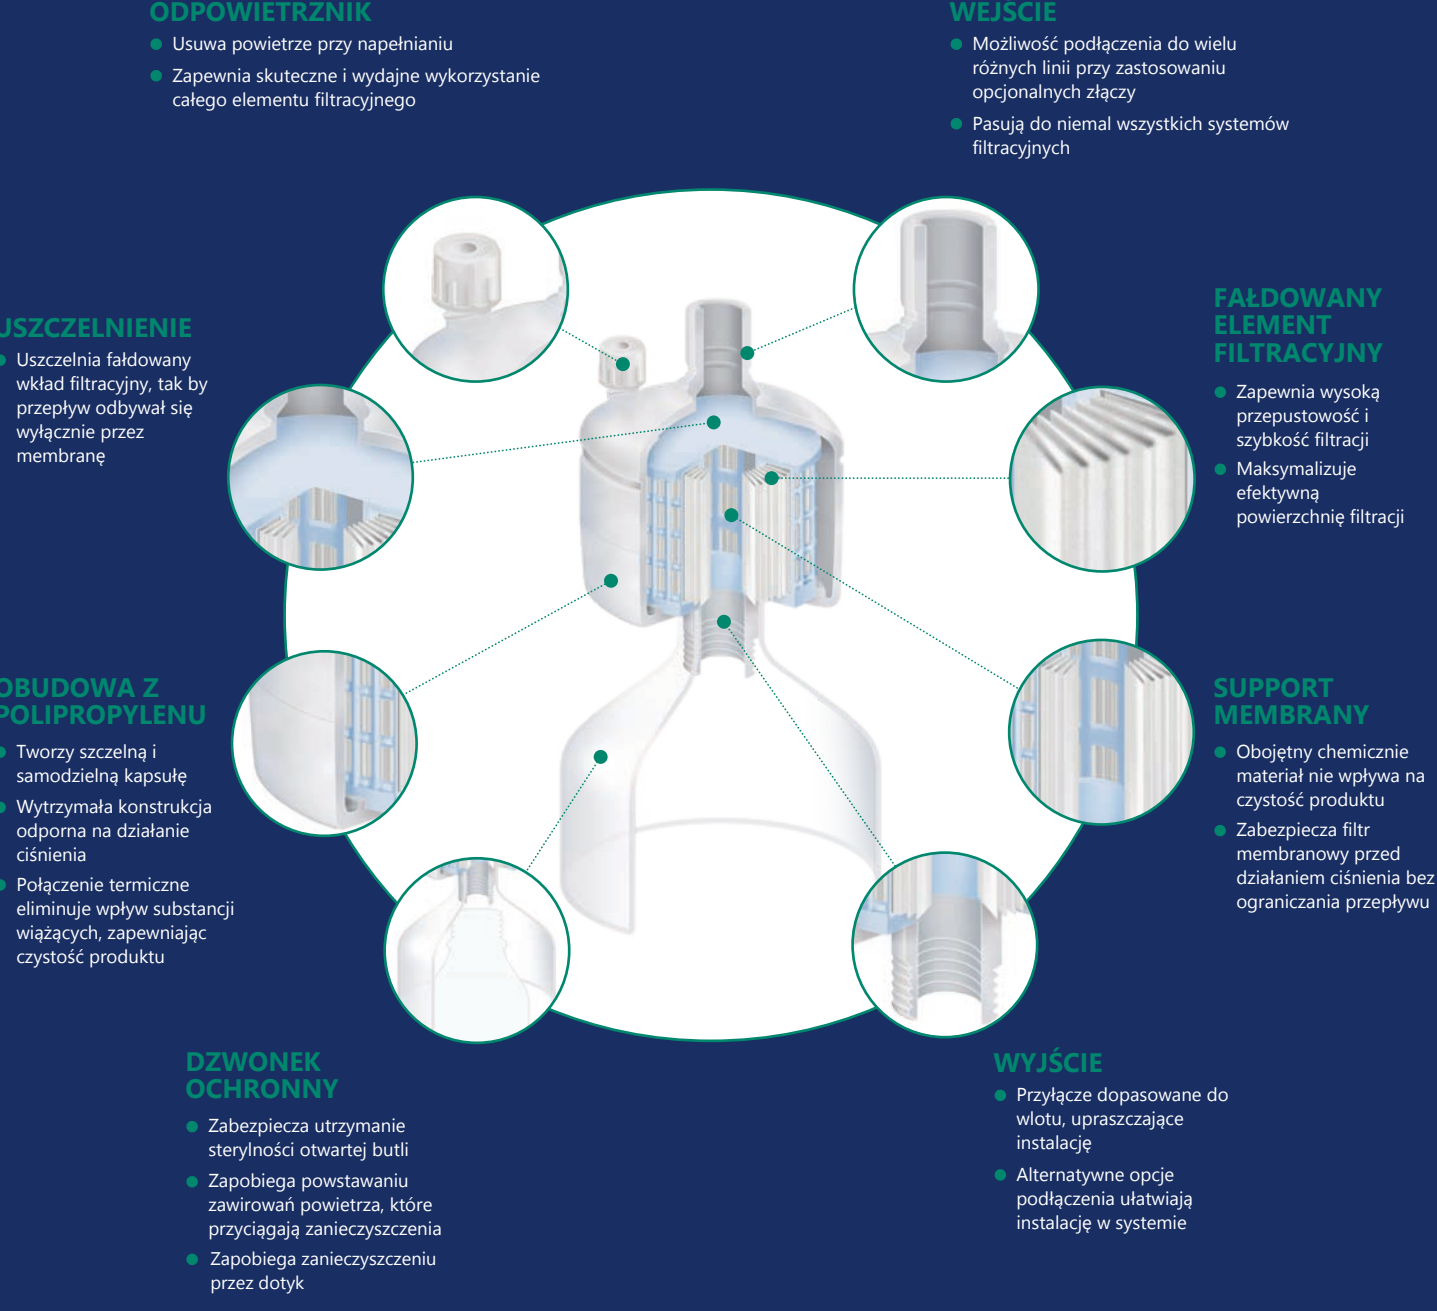 ODPOWIETRZNIK
Usuwa powietrze przy napełnianiu
Zapewnia skuteczne i wydajne wykorzystanie
całego elementu filtracyjnego
WEJŚCIE
Możliwość podłączenia do wielu
różnych linii przy zastosowaniu
opcjonalnych złączy
Pasują do niemal wszystkich systemów
filtracyjnych
USZCZELNIENIE
Uszczelnia fałdowany
wkład filtracyjny, tak by
przepływ odbywał się
wyłącznie przez
membranę
FAŁDOWANY
ELEMENT
FILTRACYJNY
Zapewnia wysoką
przepustowość i
szybkość filtracji
Maksymalizuje
efektywną
powierzchnię filtracji
OBUDOWA Z
POLIPROPYLENU
Tworzy szczelną i
samodzielną kapsułę
Wytrzymała konstrukcja
odporna na działanie
ciśnienia
Połączenie termiczne
eliminuje wpływ substancji
wiążących, zapewniając
czystość produktu
SUPPORT
MEMBRANY
Obojętny chemicznie
materiał nie wpływa na
czystość produktu
Zabezpiecza filtr
membranowy przed
działaniem ciśnienia bez
ograniczania przepływu
DZWONEK
OCHRONNY
Zabezpiecza utrzymanie
sterylności otwartej butli
Zapobiega powstawaniu
zawirowań powietrza, które
przyciągają zanieczyszczenia
Zapobiega zanieczyszczeniu
przez dotyk
WYJŚCIE
Przyłącze dopasowane do
wlotu, upraszczające
instalację
Alternatywne opcje
podłączenia ułatwiają
instalację w systemie